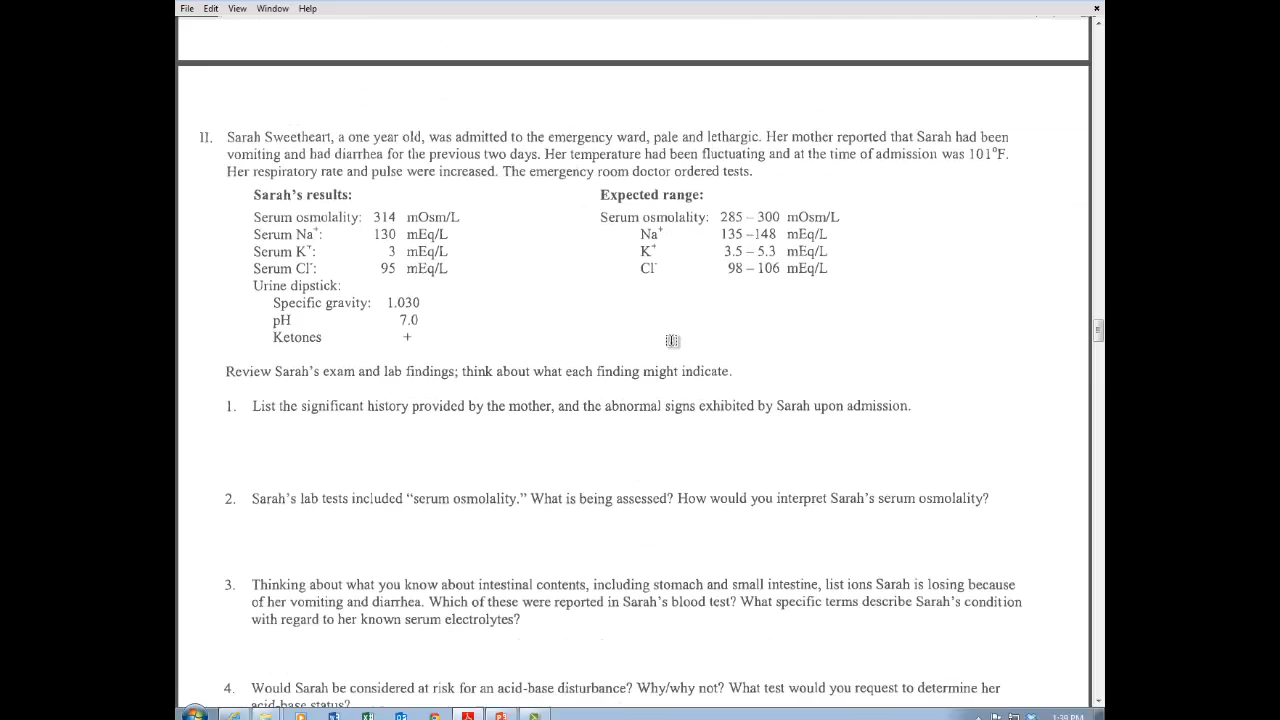 File Edit View Window Help
II. Sarah Sweetheart, a one year old, was admitted to the emergency ward, pale and lethargic. Her mother reported that Sarah had been
vomiting and had diarrhea for the previous two days. Her temperature had been fluctuating and at the time of admission was 101°F.
Her respiratory rate and pulse were increased. The emergency room doctor ordered tests.
Sarah's results: Expected range:
Serum osmolality: 314 mOsm/L Serum osmolality: 285 – 300 mOsm/L
Serum Na⁺: 130 mEq/L Na⁺ 135 –148 mEq/L
Serum K⁺: 3 mEq/L K⁺ 3.5 – 5.3 mEq/L
Serum Cl⁻: 95 mEq/L Cl⁻ 98 – 106 mEq/L
Urine dipstick:
Specific gravity: 1.030
pH 7.0
Ketones +
Review Sarah's exam and lab findings; think about what each finding might indicate.
1. List the significant history provided by the mother, and the abnormal signs exhibited by Sarah upon admission.
2. Sarah's lab tests included "serum osmolality." What is being assessed? How would you interpret Sarah's serum osmolality?
3. Thinking about what you know about intestinal contents, including stomach and small intestine, list ions Sarah is losing because
of her vomiting and diarrhea. Which of these were reported in Sarah's blood test? What specific terms describe Sarah's condition
with regard to her known serum electrolytes?
4. Would Sarah be considered at risk for an acid-base disturbance? Why/why not? What test would you request to determine her
acid-base status?
1:39 PM